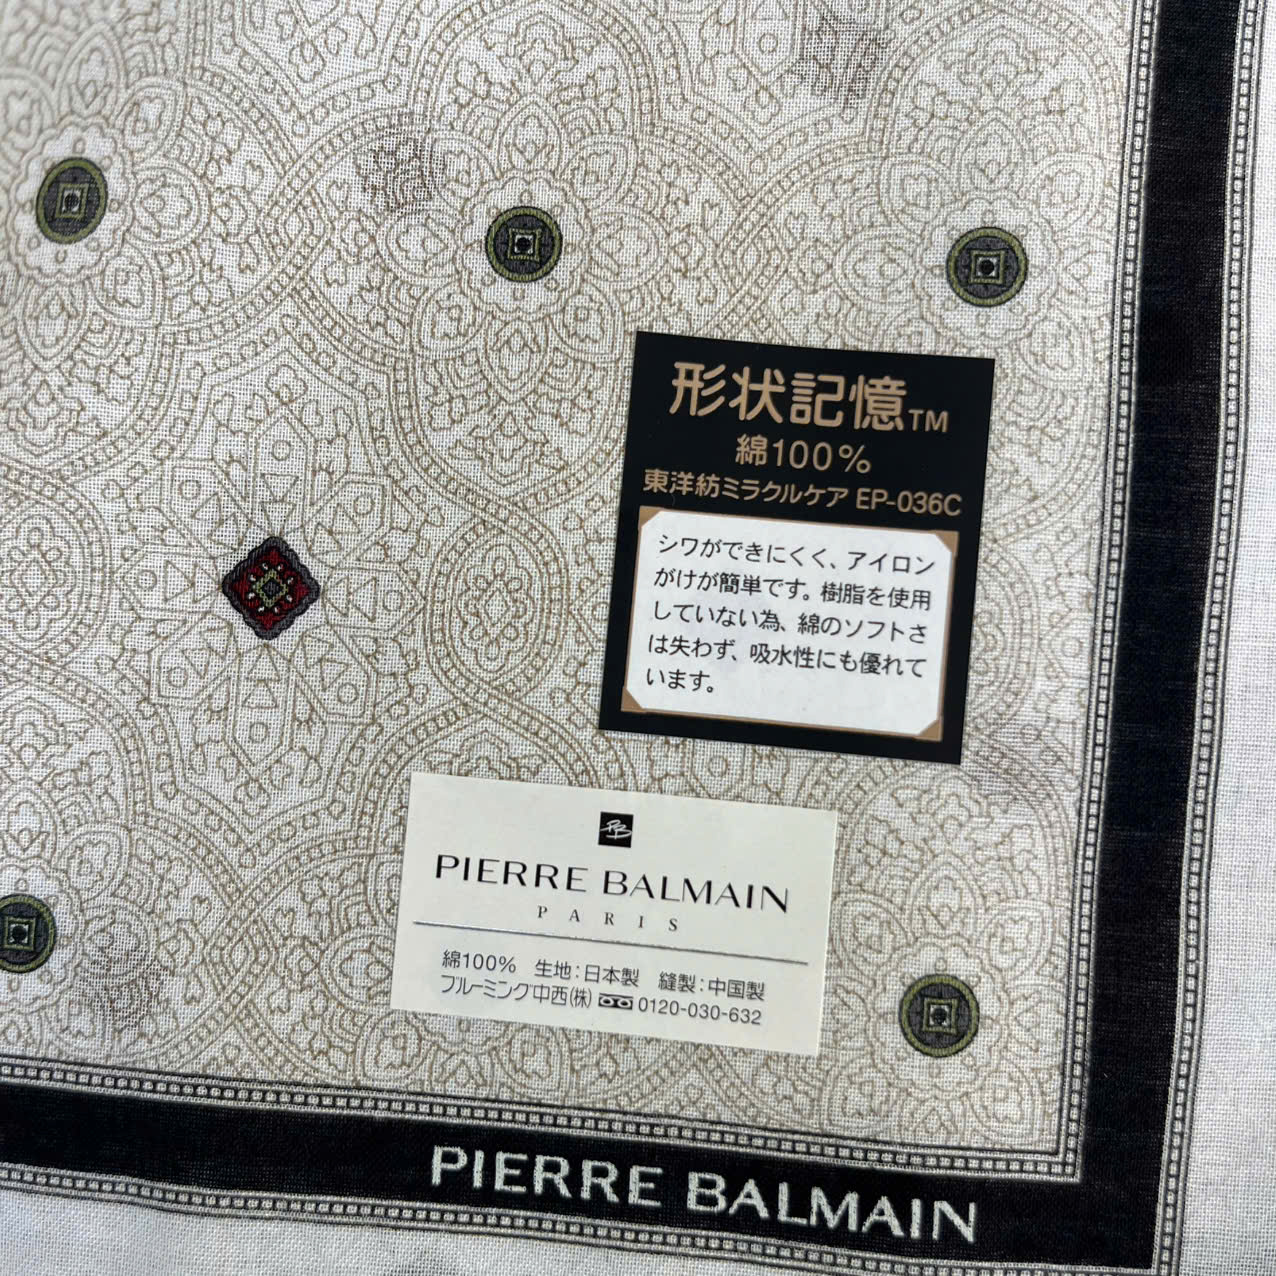 形状記憶TM
綿100%
東洋紡ミラクルケア EP-036C
シワができにくく、アイロン
がけが簡単です。樹脂を使用
していない為、綿のソフトさ
は失わず、吸水性にも優れて
います。
PB
PIERRE BALMAIN
PARIS
綿100% 生地:日本製 縫製:中国製
ブルーミング中西(株) 0120-030-632
PIERRE BALMAIN